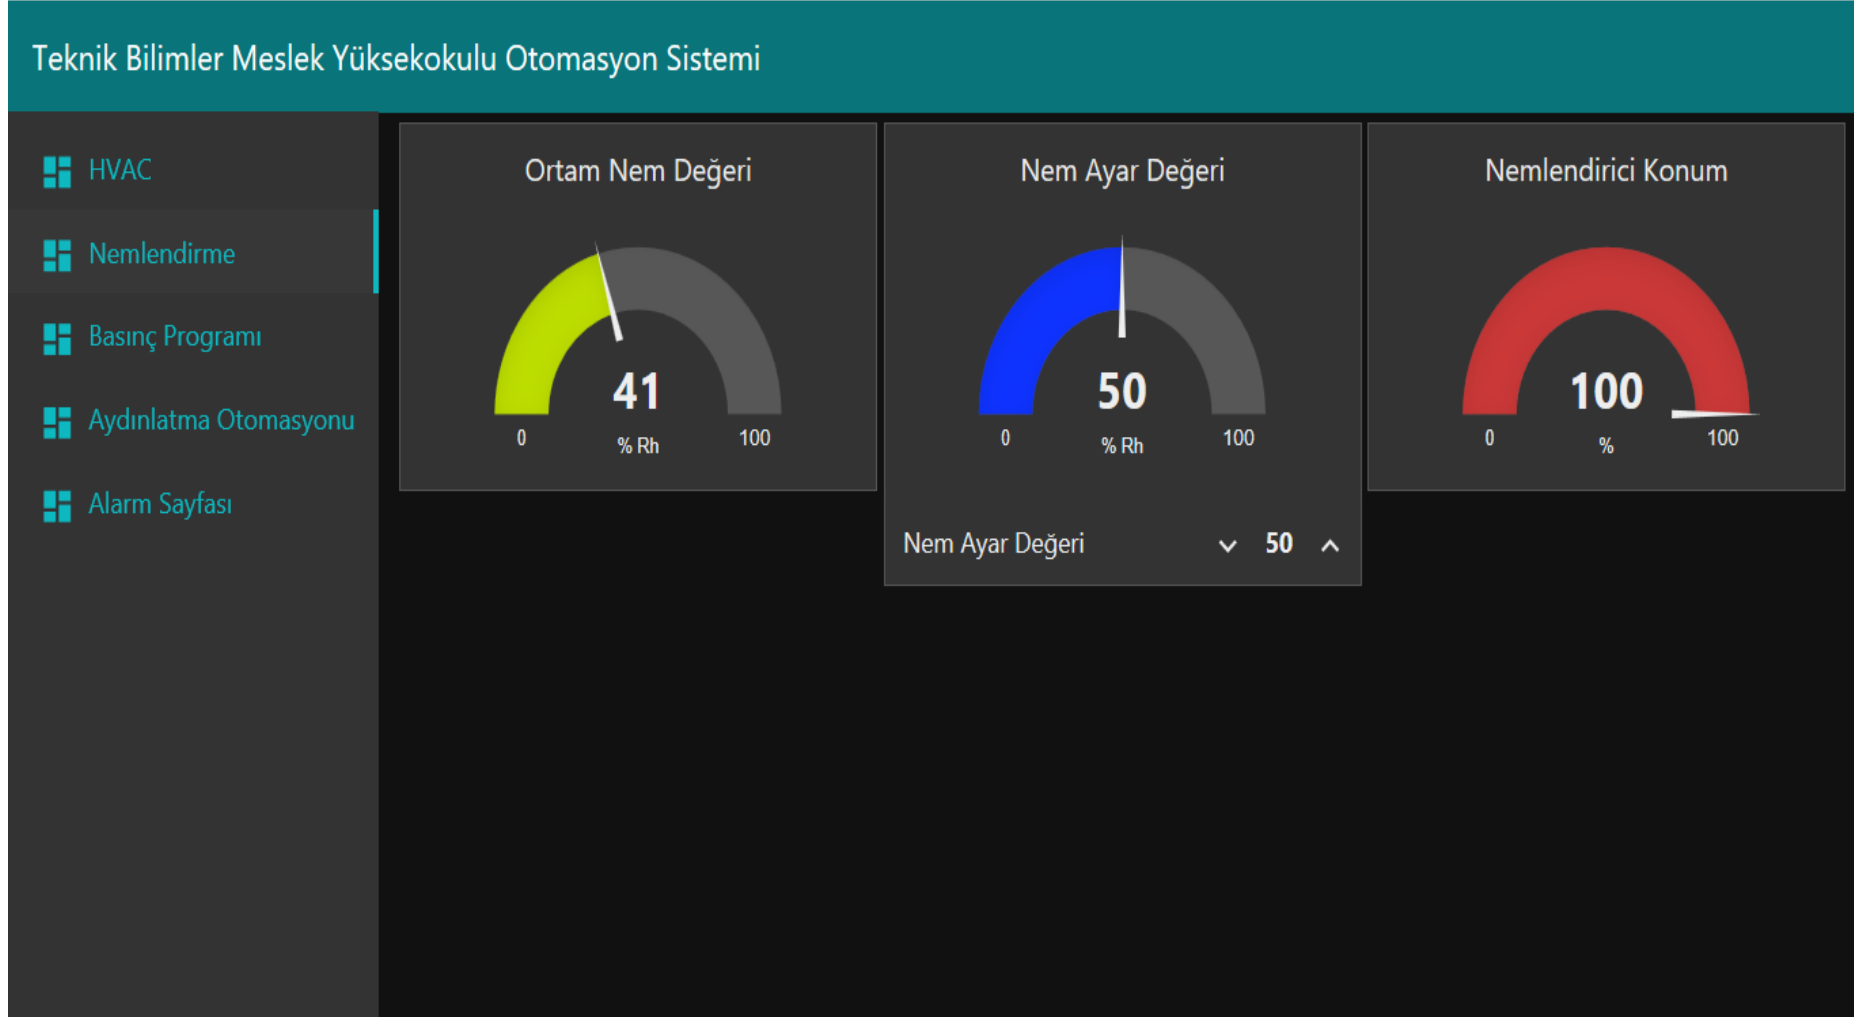 Teknik Bilimler Meslek Yüksekokulu Otomasyon Sistemi
HVAC
Nemlendirme
Basınç Programı
Aydınlatma Otomasyonu
Alarm Sayfası
Ortam Nem Değeri
41
0 % Rh 100
Nem Ayar Değeri
50
0 % Rh 100
Nem Ayar Değeri 50
Nemlendirici Konum
100
0 % 100